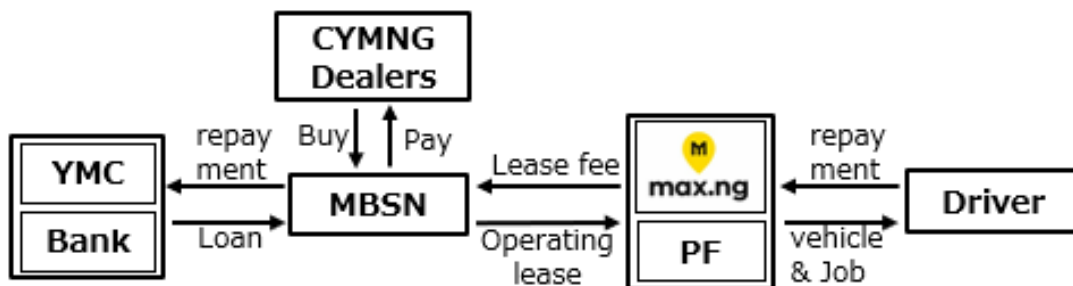 CYMNG
Dealers
Buy
Pay
YMC
Bank
repay
ment
Loan
MBSN
Lease fee
Operating
lease
M
max.ng
PF
repay
ment
vehicle
& Job
Driver